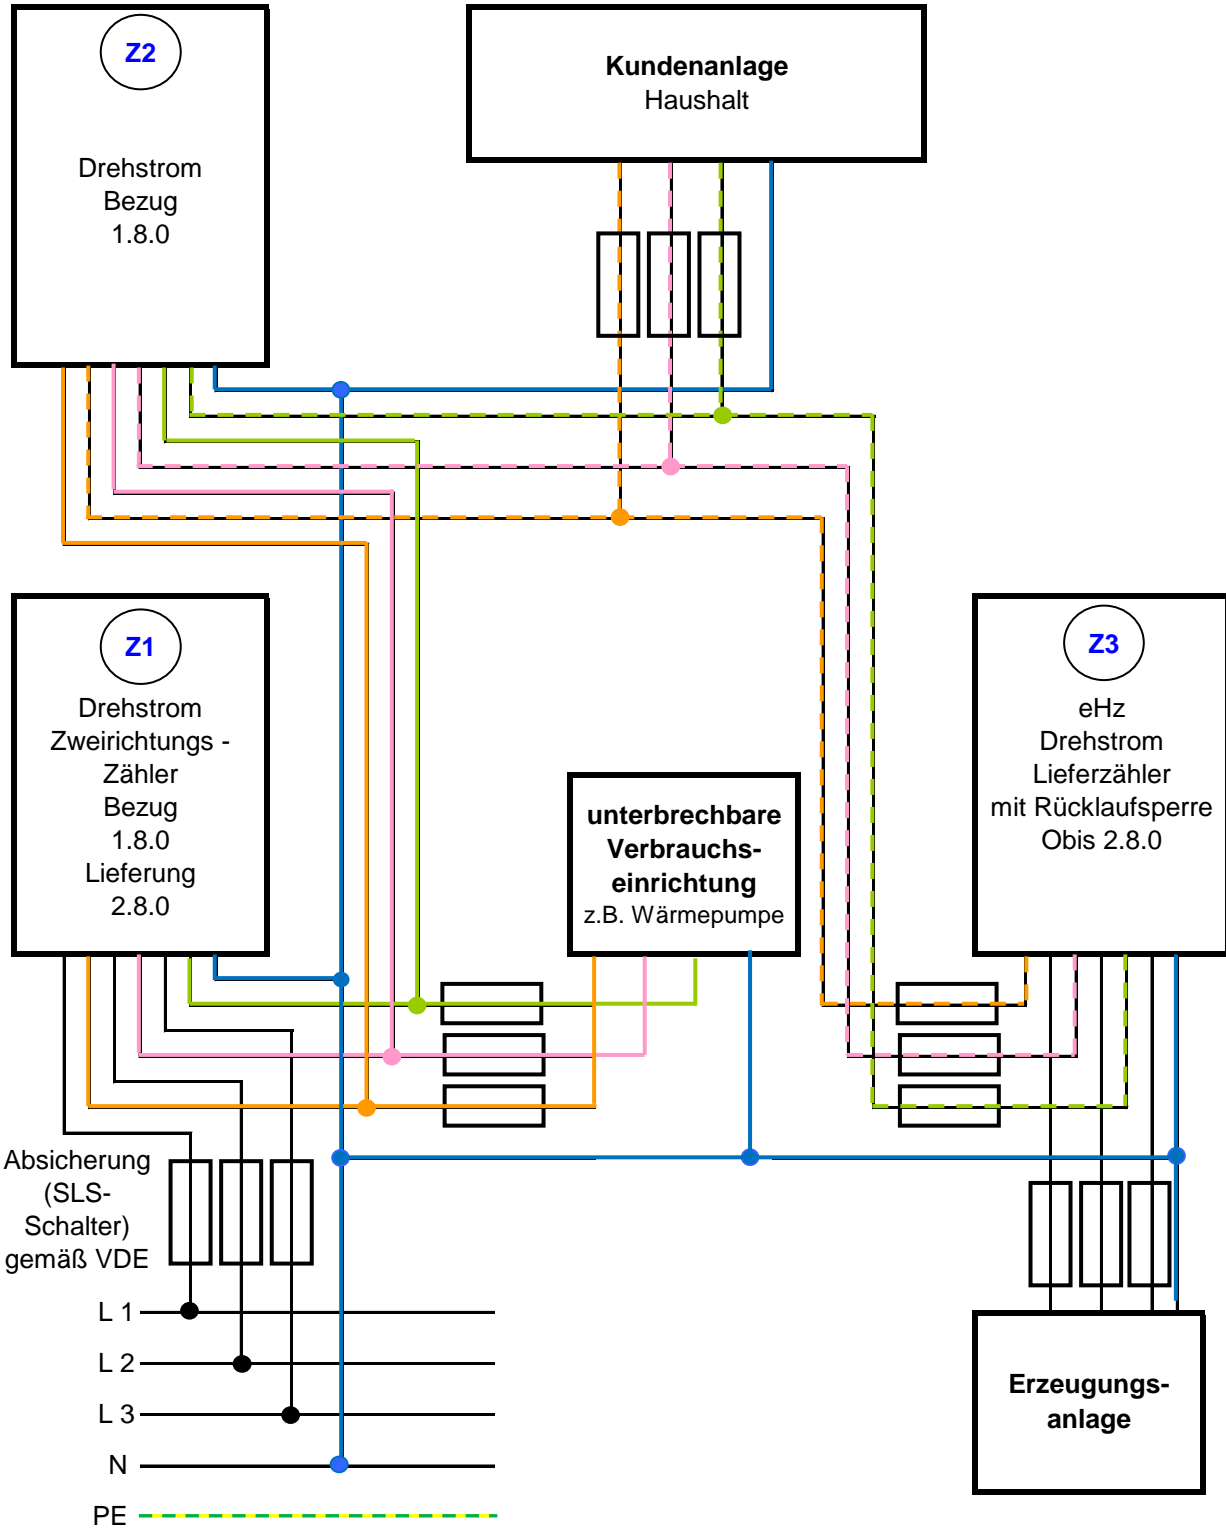 Z2
Drehstrom
Bezug
1.8.0
Kundenanlage
Haushalt
Z1
Drehstrom
Zweirichtungs -
Zähler
Bezug
1.8.0
Lieferung
2.8.0
unterbrechbare
Verbrauchs-
einrichtung
z.B. Wärmepumpe
Z3
eHz
Drehstrom
Lieferzähler
mit Rücklaufsperre
Obis 2.8.0
Absicherung
(SLS-
Schalter)
gemäß VDE
L 1
L 2
L 3
N
PE
Erzeugungs-
anlage